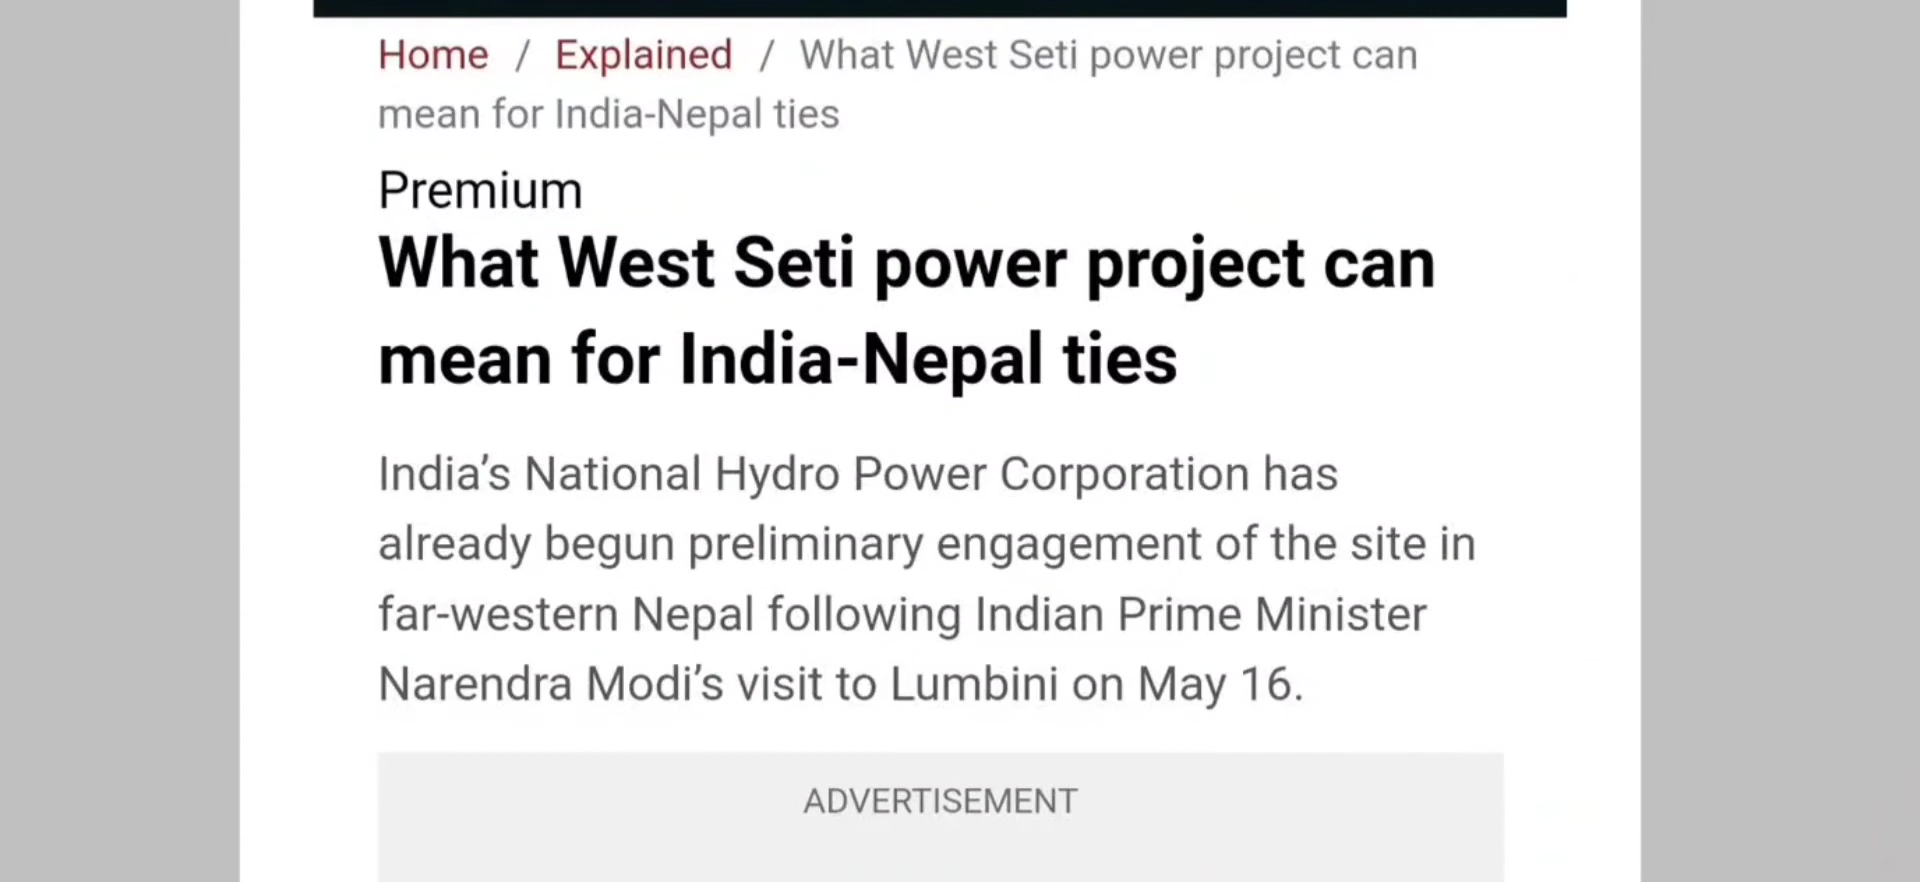 Home / Explained / What West Seti power project can
mean for India-Nepal ties
Premium
What West Seti power project can
mean for India-Nepal ties
India’s National Hydro Power Corporation has
already begun preliminary engagement of the site in
far-western Nepal following Indian Prime Minister
Narendra Modi’s visit to Lumbini on May 16.
ADVERTISEMENT